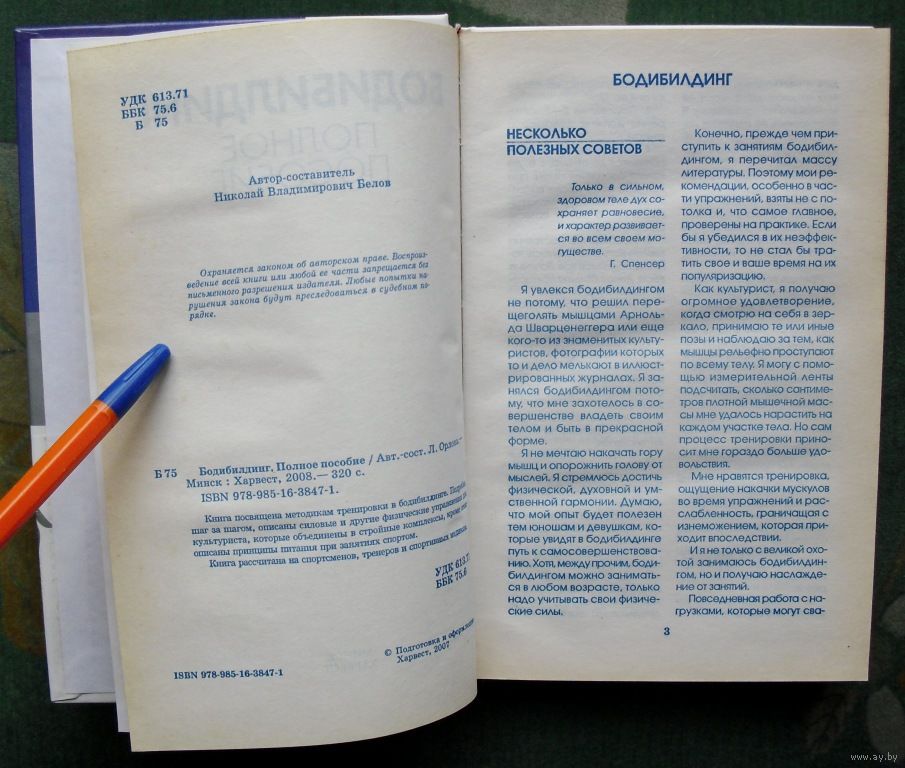 УДК 613.71
ББК 75.6
Б 75
Автор-составитель
Николай Владимирович Белов
Охраняется законом об авторском праве. Воспроиз-
ведение всей книги или любой ее части запрещается без
письменного разрешения издателя. Любые попытки на-
рушения закона будут преследоваться в судебном по-
рядке.
Б 75 Бодибилдинг, Полное пособие / Авт.-сост. Л. Орлова –
Минск : Харвест, 2008.— 320 с.
ISBN 978-985-16-3847-1.
Книга посвящена методикам тренировки в бодибилдинге.
шаг за шагом, описаны силовые и другие физические упражнения
культуриста, которые объединены в стройные комплексы, кроме
описаны принципы питания при занятиях спортом.
Книга рассчитана на спортсменов, тренеров и спортивных
УДК 613.71
ББК 75.6
© Подготовка и
Харвест, 2007
ISBN 978-985-16-3847-1
БОДИБИЛДИНГ
НЕСКОЛЬКО
ПОЛЕЗНЫХ СОВЕТОВ
Только в сильном,
здоровом теле дух со-
храняет равновесие,
и характер развивает-
ся во всем своем мо-
гуществе.
Г. Спенсер
Я увлекся бодибилдингом
не потому, что решил пере-
щеголять мышцами Арноль-
да Шварценеггера или еще
кого-то из знаменитых культу-
ристов, фотографии которых
то и дело мелькают в иллюст-
рированных журналах. Я за-
нялся бодибилдингом пото-
му, что мне захотелось в со-
вершенстве владеть своим
телом и быть в прекрасной
форме.
Я не мечтаю накачать гору
мышц и опорожнить голову от
мыслей. Я стремлюсь достичь
физической, духовной и ум-
ственной гармонии. Думаю,
что мой опыт будет полезен
тем юношам и девушкам, ко-
торые увидят в бодибилдинге
путь к самосовершенствова-
нию. Хотя, между прочим, боди-
билдингом можно занимать-
ся в любом возрасте, только
надо учитывать свои физиче-
ские силы.
Конечно, прежде чем при-
ступить к занятиям бодибил-
дингом, я перечитал массу
литературы. Поэтому мои ре-
комендации, особенно в час-
ти упражнений, взяты не с по-
толка и, что самое главное,
проверены на практике. Если
бы я убедился в их неэффек-
тивности, то не стал бы тра-
тить свое и ваше время на их
популяризацию.
Как культурист, я получаю
огромное удовлетворение,
когда смотрю на себя в зер-
кало, принимаю те или иные
позы и наблюдаю за тем, как
мышцы рельефно проступают
по всему телу. Я могу с помо-
щью измерительной ленты
подсчитать, сколько сантиме-
тров плотной мышечной мас-
сы мне удалось нарастить на
каждом участке тела. Но сам
процесс тренировки прино-
сит мне гораздо больше удо-
вольствия.
Мне нравятся тренировка,
ощущение накачки мускулов
во время упражнений и рас-
слабленность, граничащая с
изнеможением, которая при-
ходит впоследствии.
И я не только с великой охо-
той занимаюсь бодибилдин-
гом, но и получаю наслажде-
ние от занятий.
Повседневная работа с на-
грузками, которые могут сва-
3
www.ay.by